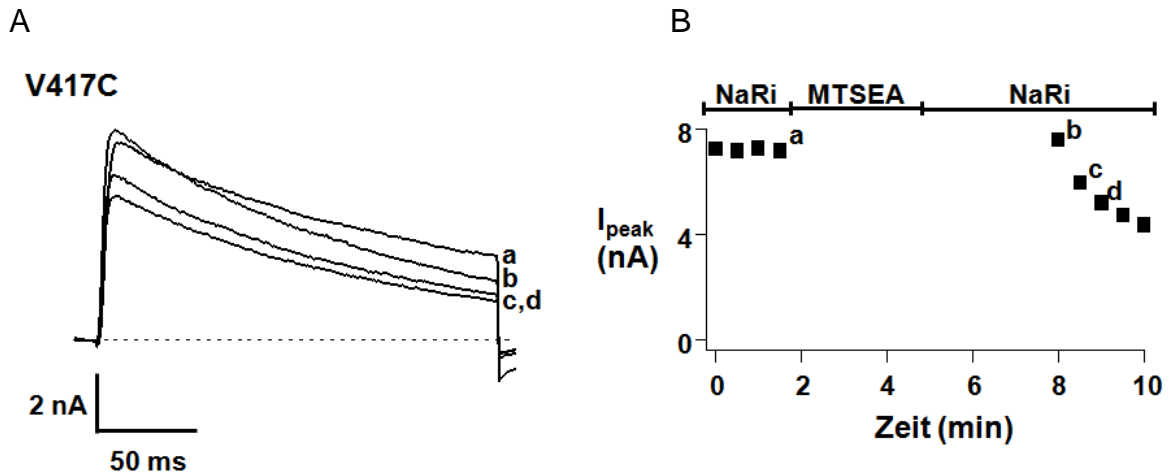 A
V417C
a
b
c,d
2 nA
50 ms
B
NaRi MTSEA NaRi
8
4
0
I peak
(nA)
a
b
c
d
0 2 4 6 8 10
Zeit (min)